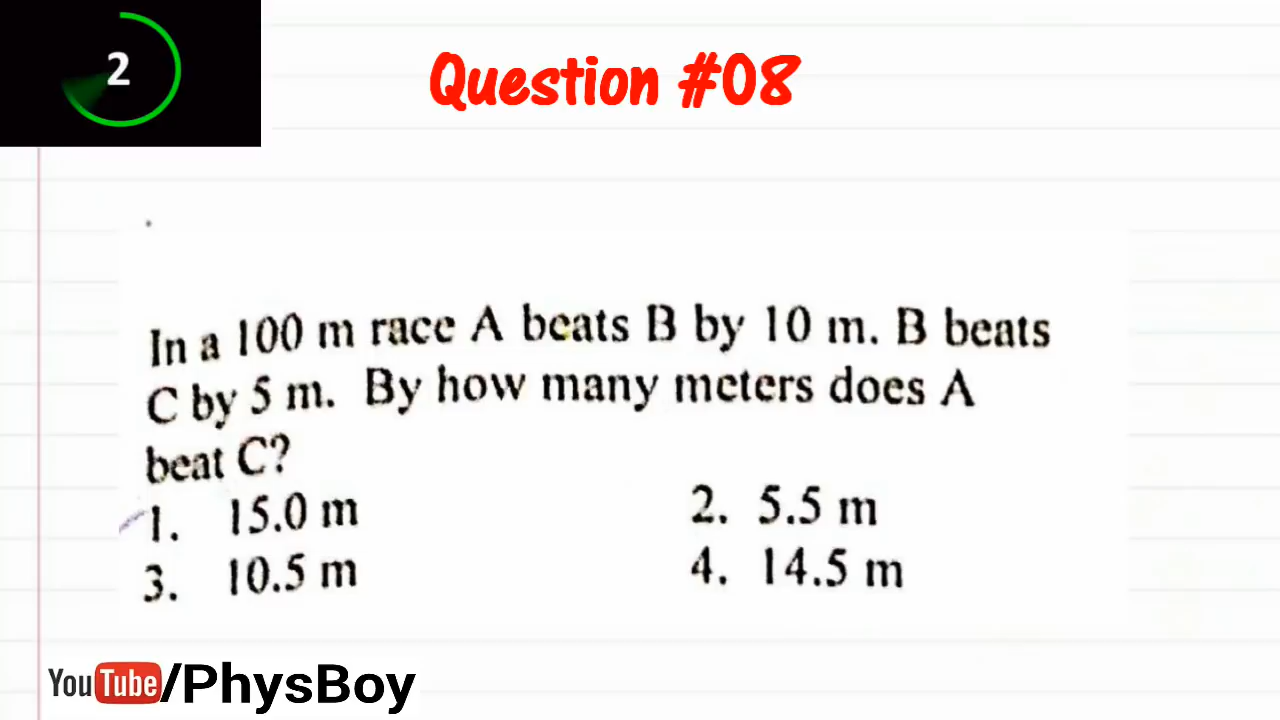 2
Question #08
In a 100 m race A beats B by 10 m. B beats
C by 5 m. By how many meters does A
beat C?
1. 15.0 m 2. 5.5 m
3. 10.5 m 4. 14.5 m
YouTube/PhysBoy